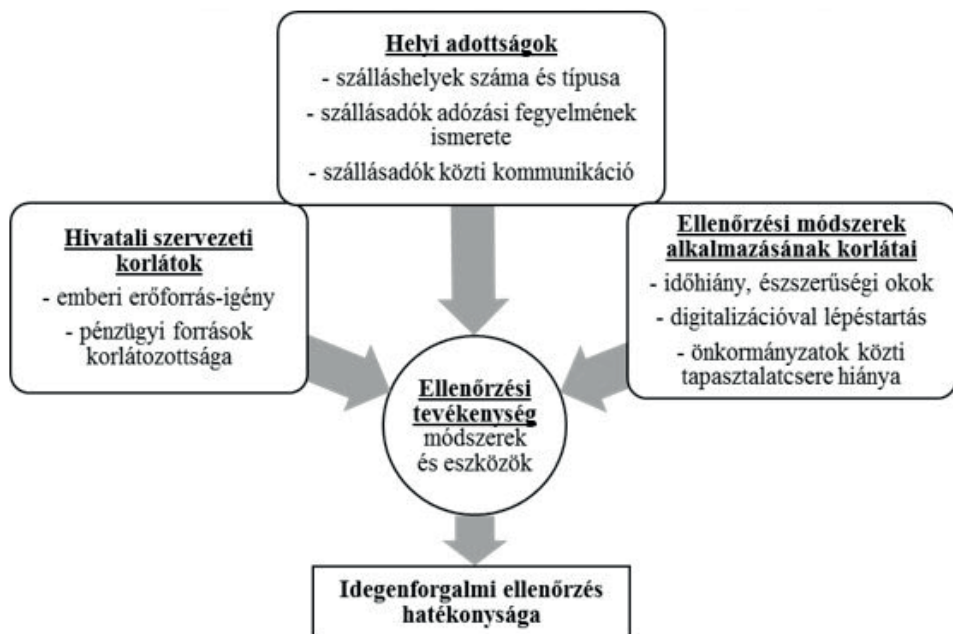 Helyi adottságok
- szálláshelyek száma és típusa
- szállásadók adózási fegyelmének
ismerete
- szállásadók közti kommunikáció
Hivatali szervezeti
korlátok
- emberi erőforrás-igény
- pénzügyi források
korlátozottsága
Ellenőrzési módszerek
alkalmazásának korlátai
- időhiány, észszerűségi okok
- digitalizációval lépéstartás
- önkormányzatok közti
tapasztalatcsere hiánya
Ellenőrzési
tevékenység
módszerek
és eszközök
Idegenforgalmi ellenőrzés
hatékonysága